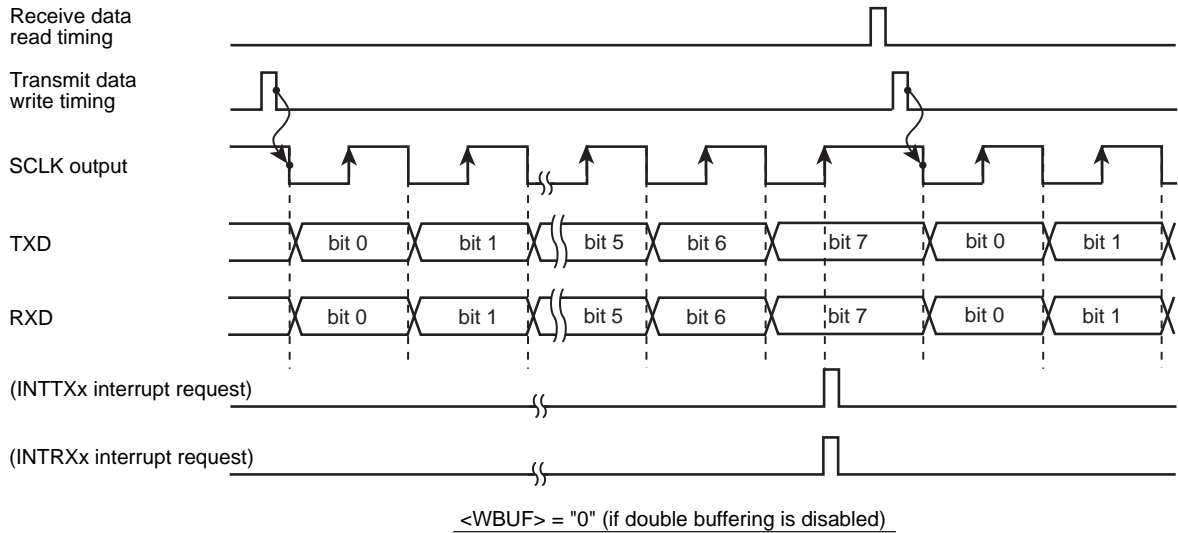 Receive data
read timing
Transmit data
write timing
SCLK output
TXD
bit 0
bit 1
bit 5
bit 6
bit 7
bit 0
bit 1
RXD
bit 0
bit 1
bit 5
bit 6
bit 7
bit 0
bit 1
(INTTXx interrupt request)
(INTRXx interrupt request)
<WBUF> = "0" (if double buffering is disabled)